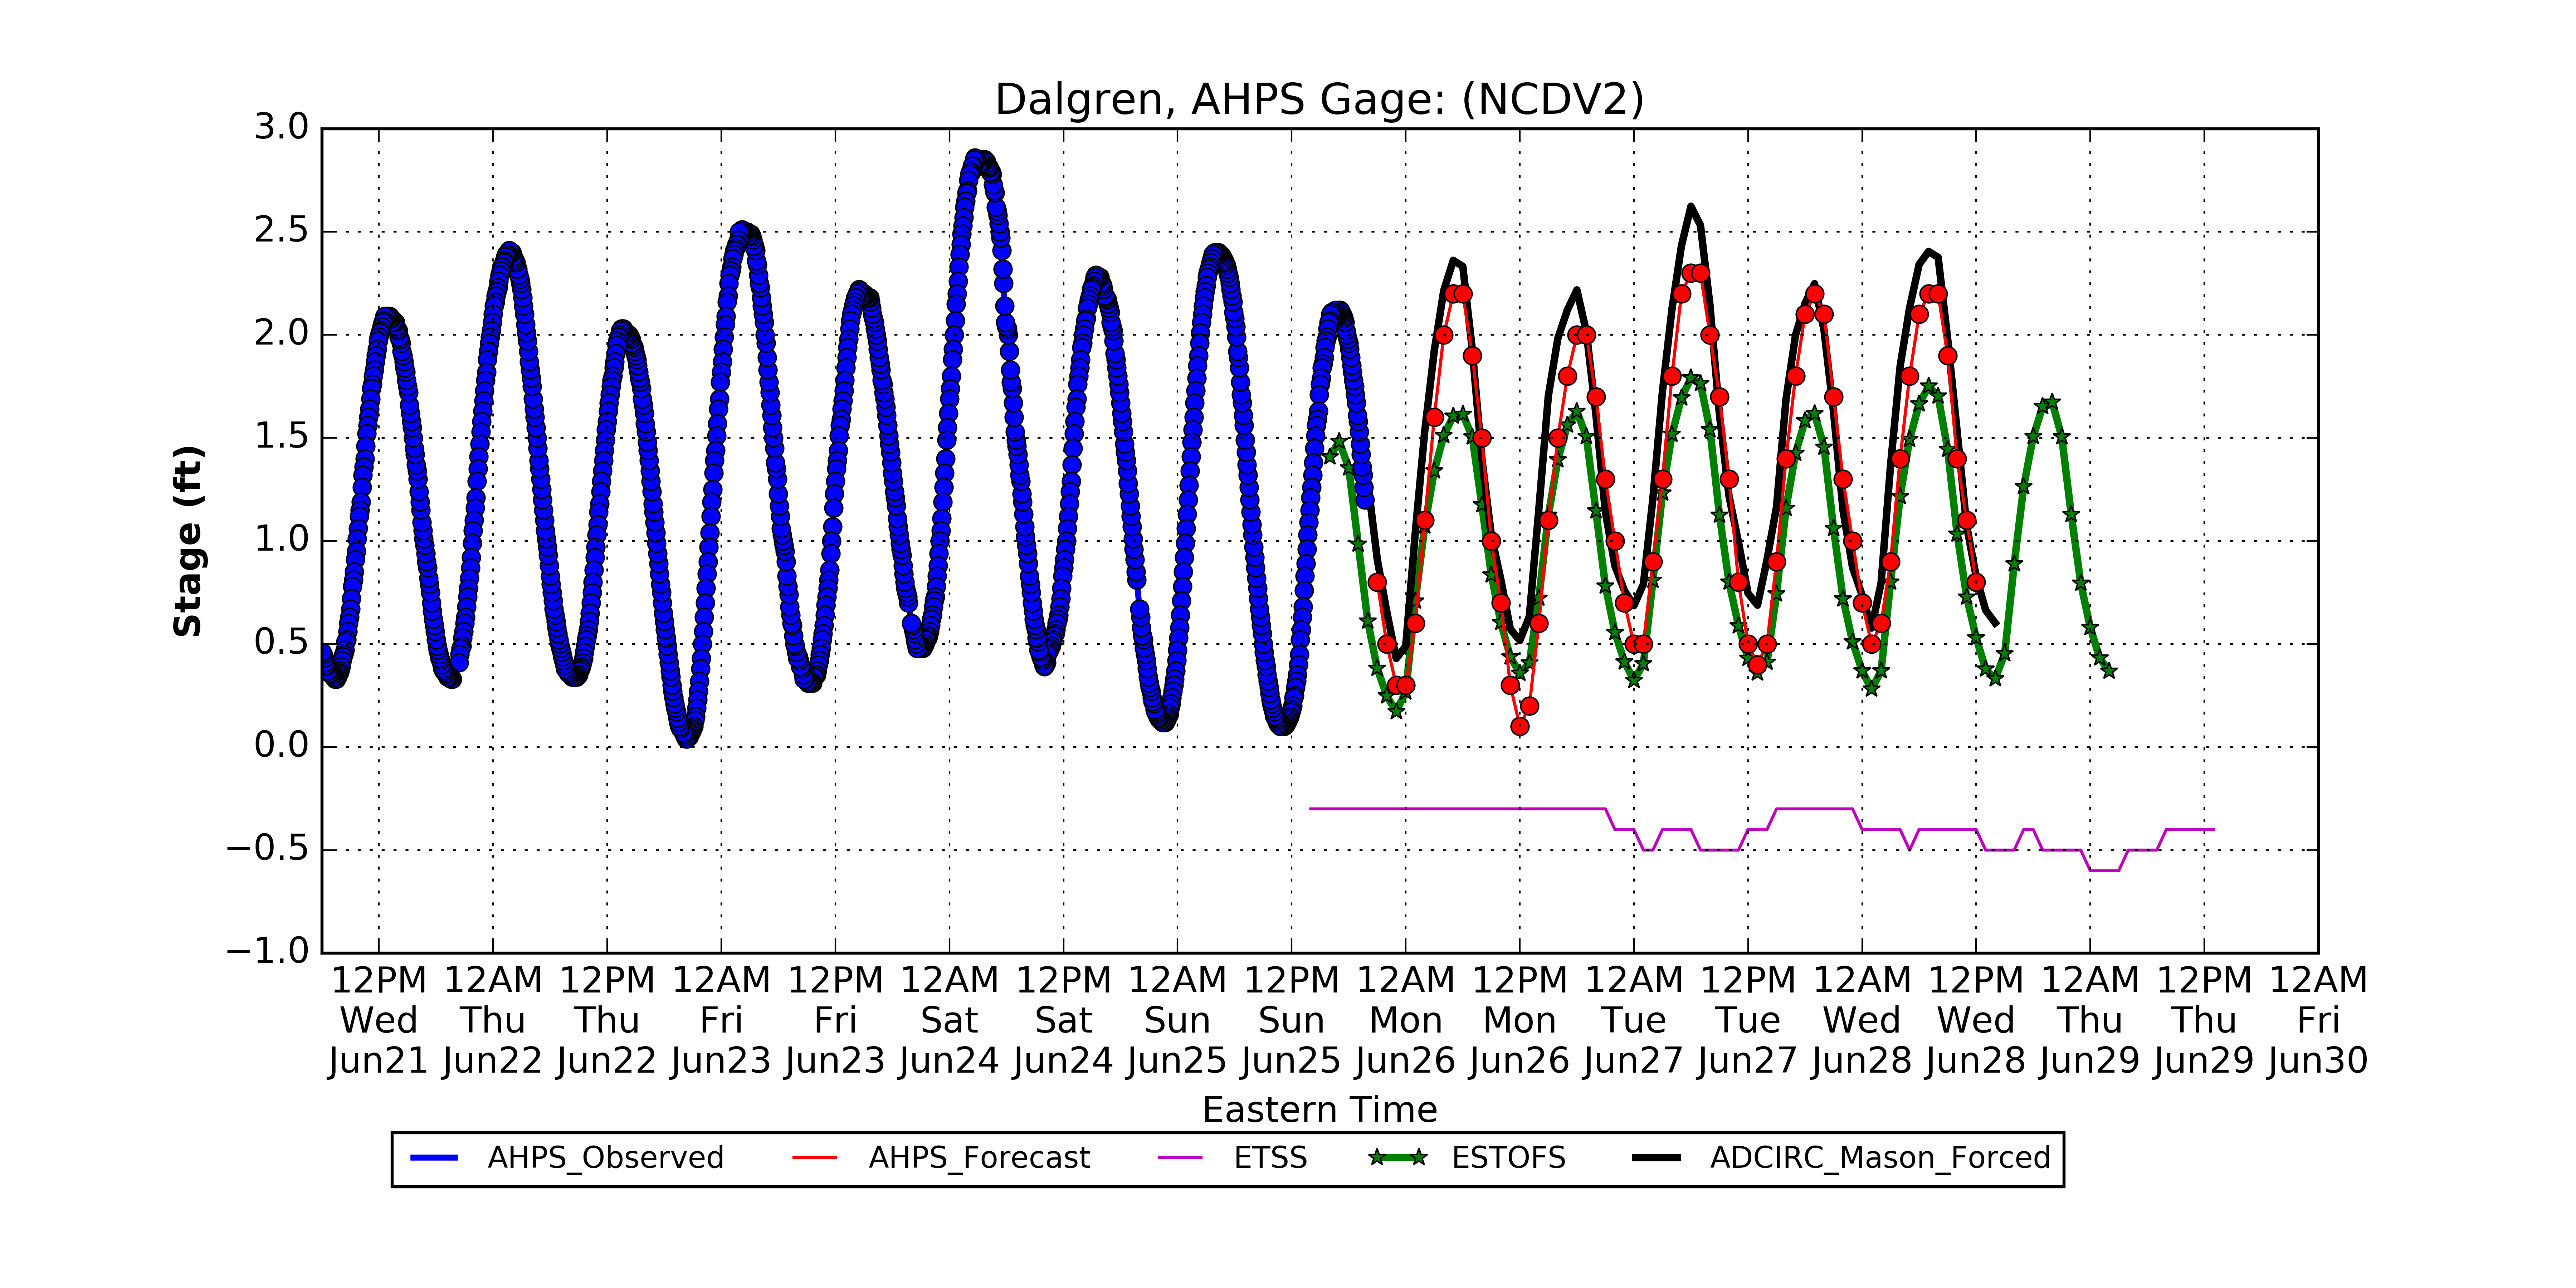 Dalgren, AHPS Gage: (NCDV2)
3.0
2.5
2.0
1.5
1.0
0.5
0.0
−0.5
−1.0
Stage (ft)
12PM 12AM 12PM 12AM 12PM 12AM 12PM 12AM 12PM 12AM 12PM 12AM 12PM 12AM 12PM 12AM 12PM 12AM
Wed Thu Thu Fri Fri Sat Sat Sun Sun Mon Mon Tue Tue Wed Wed Thu Thu Fri
Jun21 Jun22 Jun22 Jun23 Jun23 Jun24 Jun24 Jun25 Jun25 Jun26 Jun26 Jun27 Jun27 Jun28 Jun28 Jun29 Jun29 Jun30
Eastern Time
AHPS_Observed AHPS_Forecast ETSS ESTOFS ADCIRC_Mason_Forced